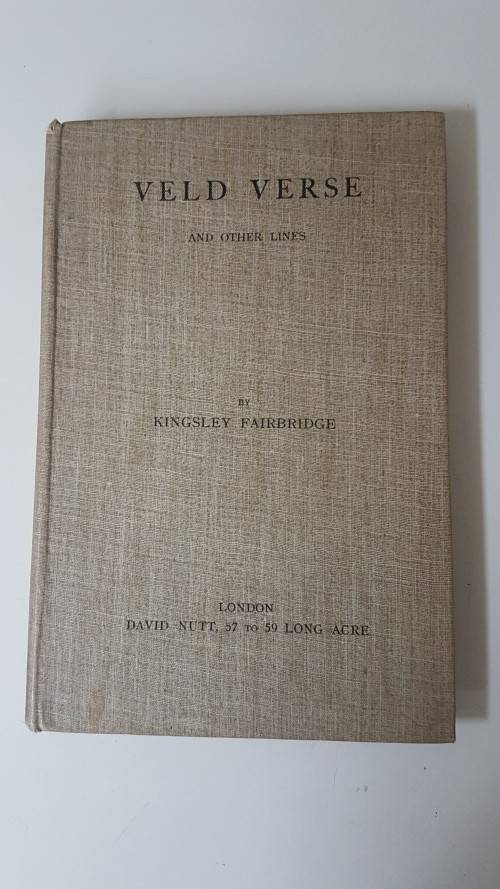 VELD VERSE
AND OTHER LINES
BY
KINGSLEY FAIRBRIDGE
LONDON
DAVID NUTT, 57 TO 59 LONG ACRE